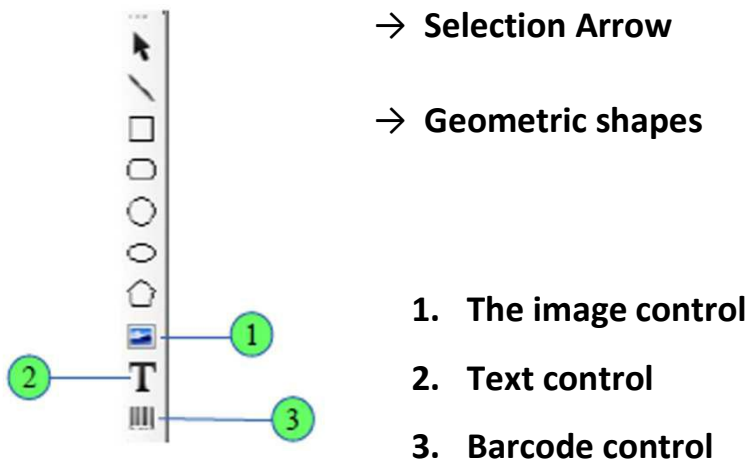 → Selection Arrow
→ Geometric shapes
1. The image control
1
2. Text control
2
T
3. Barcode control
3